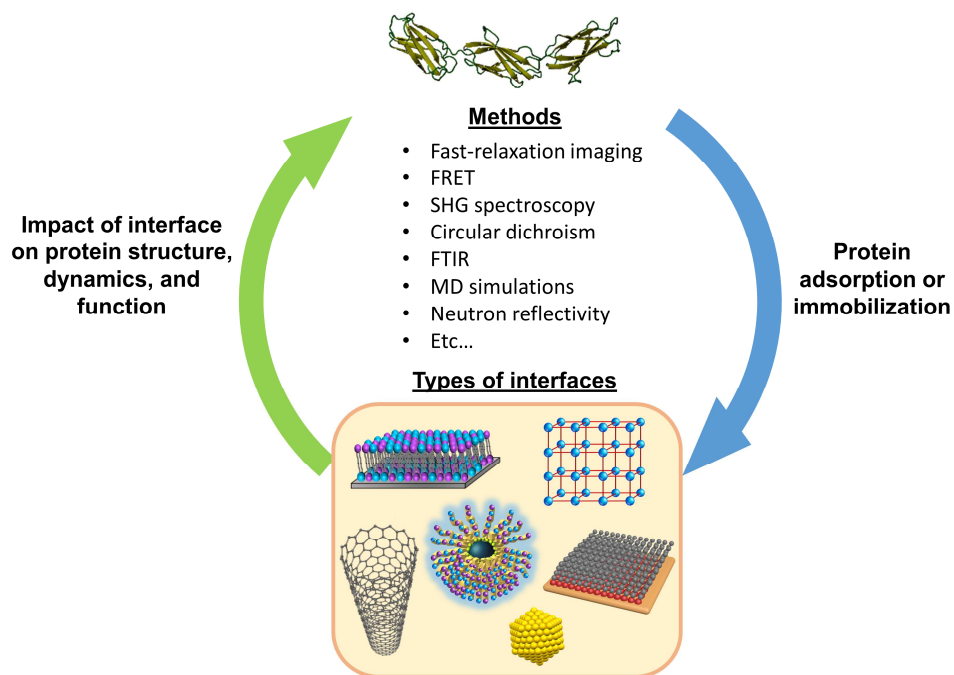 Methods
• Fast-relaxation imaging
• FRET
• SHG spectroscopy
• Circular dichroism
• FTIR
• MD simulations
• Neutron reflectivity
• Etc...
Impact of interface
on protein structure,
dynamics, and
function
Protein
adsorption or
immobilization
Types of interfaces